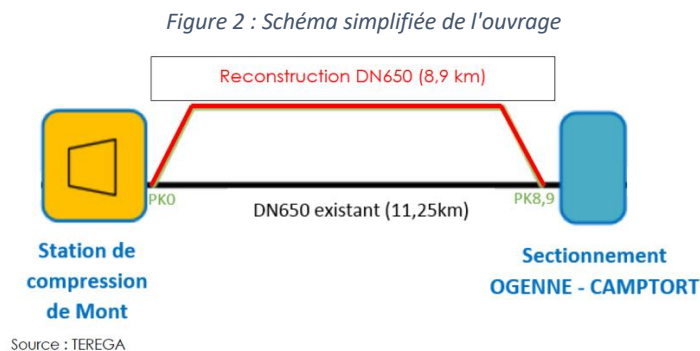 Figure 2 : Schéma simplifiée de l'ouvrage
Reconstruction DN650 (8,9 km)
PK0
PK8,9
DN650 existant (11,25km)
Station de
compression
de Mont
Sectionnement
OGENNE - CAMPTORT
Source : TEREGA